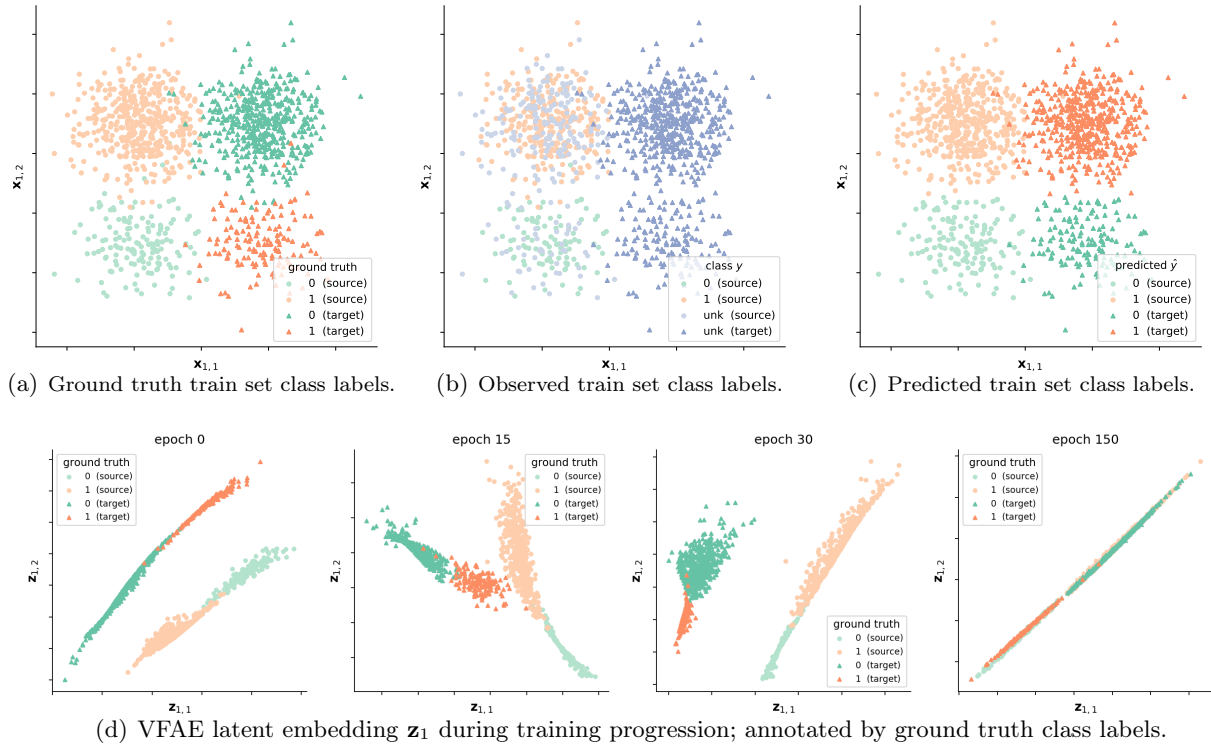 x1,2
ground truth
0 (source)
1 (source)
0 (target)
1 (target)
x1,1
(a) Ground truth train set class labels.
x1,2
class y
0 (source)
1 (source)
unk (source)
unk (target)
x1,1
(b) Observed train set class labels.
x1,2
predicted ŷ
0 (source)
1 (source)
0 (target)
1 (target)
x1,1
(c) Predicted train set class labels.
epoch 0
ground truth
0 (source)
1 (source)
0 (target)
1 (target)
z1,2
z1,1
epoch 15
ground truth
0 (source)
1 (source)
0 (target)
1 (target)
z1,2
z1,1
epoch 30
ground truth
0 (source)
1 (source)
0 (target)
1 (target)
z1,2
z1,1
epoch 150
ground truth
0 (source)
1 (source)
0 (target)
1 (target)
z1,2
z1,1
(d) VFAE latent embedding z1 during training progression; annotated by ground truth class labels.